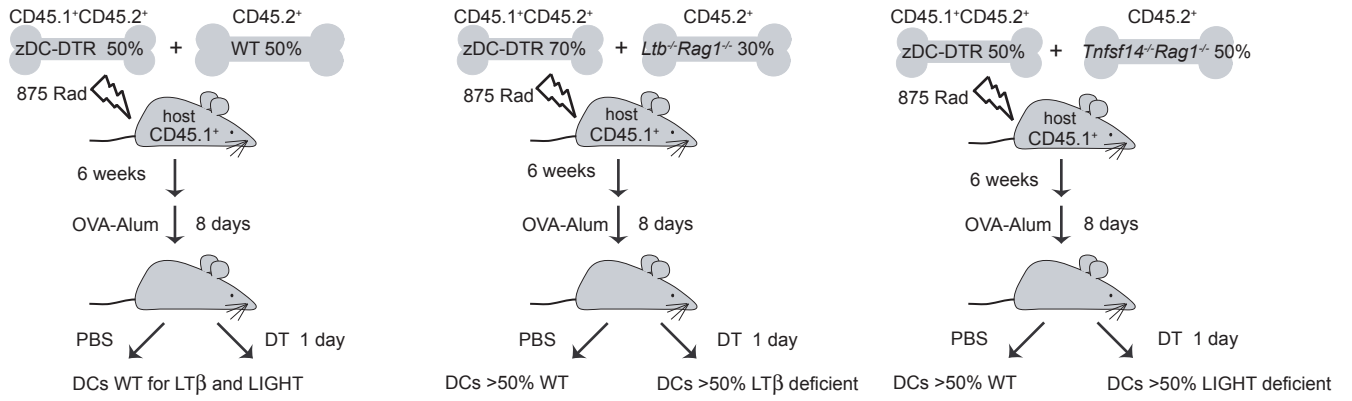 CD45.1⁺CD45.2⁺ CD45.2⁺
zDC-DTR 50% + WT 50%
875 Rad
host
CD45.1⁺
6 weeks
OVA-Alum 8 days
PBS DT 1 day
DCs WT for LTβ and LIGHT
CD45.1⁺CD45.2⁺ CD45.2⁺
zDC-DTR 70% + Ltb⁻/⁻Rag1⁻/⁻ 30%
875 Rad
host
CD45.1⁺
6 weeks
OVA-Alum 8 days
PBS DT 1 day
DCs >50% WT DCs >50% LTβ deficient
CD45.1⁺CD45.2⁺ CD45.2⁺
zDC-DTR 50% + Tnfsf14⁻/⁻Rag1⁻/⁻ 50%
875 Rad
host
CD45.1⁺
6 weeks
OVA-Alum 8 days
PBS DT 1 day
DCs >50% WT DCs >50% LIGHT deficient